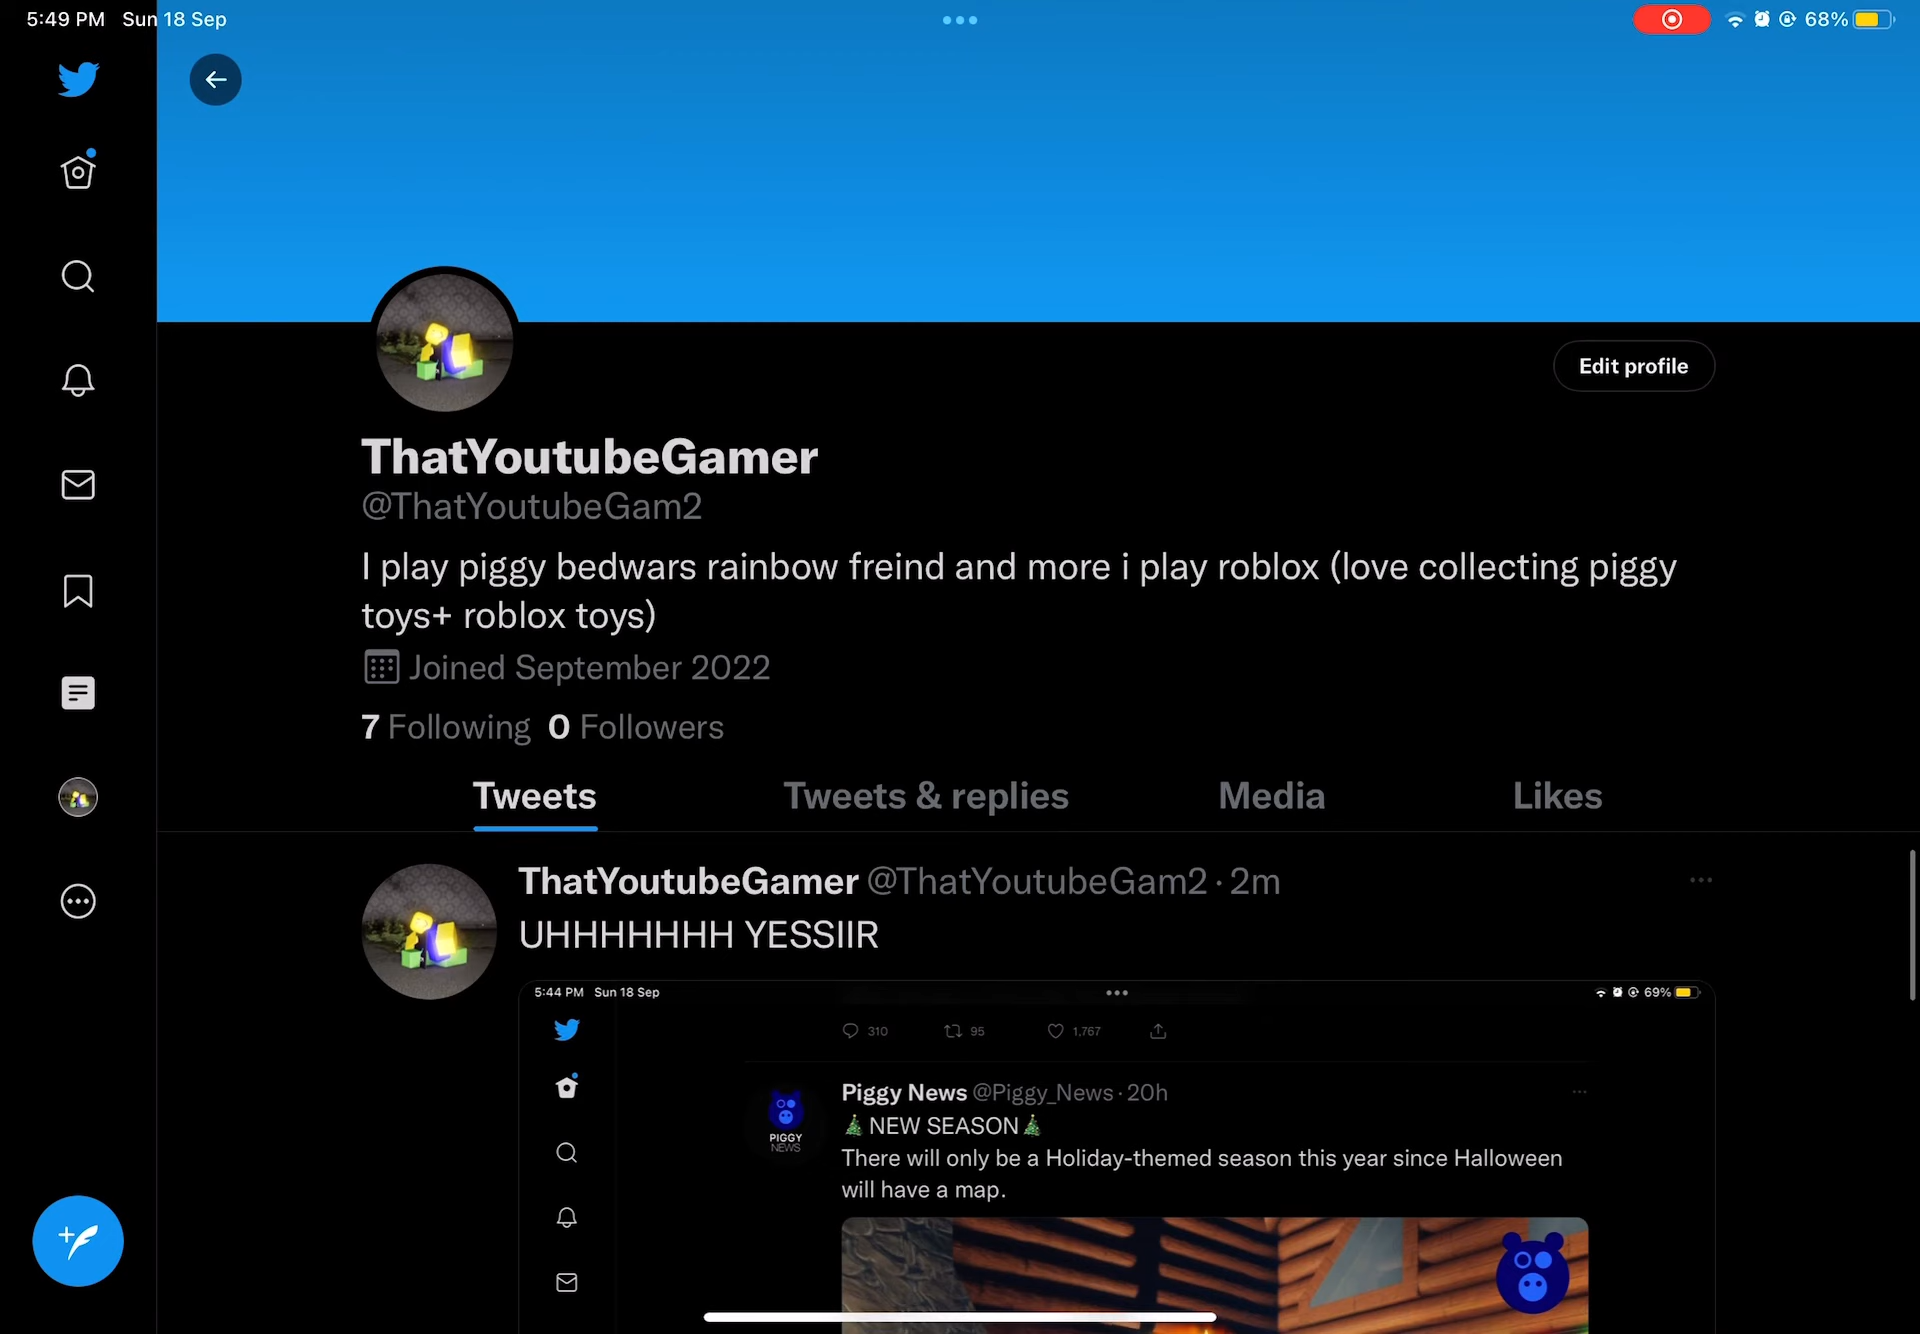 5:49 PM Sun 18 Sep
68%
Edit profile
ThatYoutubeGamer
@ThatYoutubeGam2
I play piggy bedwars rainbow freind and more i play roblox (love collecting piggy
toys+ roblox toys)
Joined September 2022
7 Following 0 Followers
Tweets Tweets & replies Media Likes
ThatYoutubeGamer @ThatYoutubeGam2 · 2m
UHHHHHHH YESSIIR
5:44 PM Sun 18 Sep
69%
310 95 1,767
Piggy News @Piggy_News · 20h
🎄NEW SEASON🎄
There will only be a Holiday-themed season this year since Halloween
will have a map.
PIGGY
NEWS